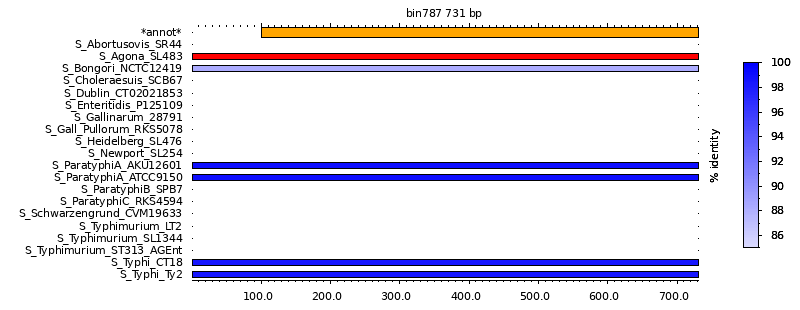 bin787 731 bp
*annot*
S_Abortusovis_SR44
S_Agona_SL483
S_Bongori_NCTC12419
S_Choleraesuis_SCB67
S_Dublin_CT02021853
S_Enteritidis_P125109
S_Gallinarum_28791
S_Gall_Pullorum_RKS5078
S_Heidelberg_SL476
S_Newport_SL254
S_ParatyphiA_AKU12601
S_ParatyphiA_ATCC9150
S_ParatyphiB_SPB7
S_ParatyphiC_RKS4594
S_Schwarzengrund_CVM19633
S_Typhimurium_LT2
S_Typhimurium_SL1344
S_Typhimurium_ST313_AGEnt
S_Typhi_CT18
S_Typhi_Ty2
100.0 200.0 300.0 400.0 500.0 600.0 700.0
% identity
100
98
96
94
92
90
88
86